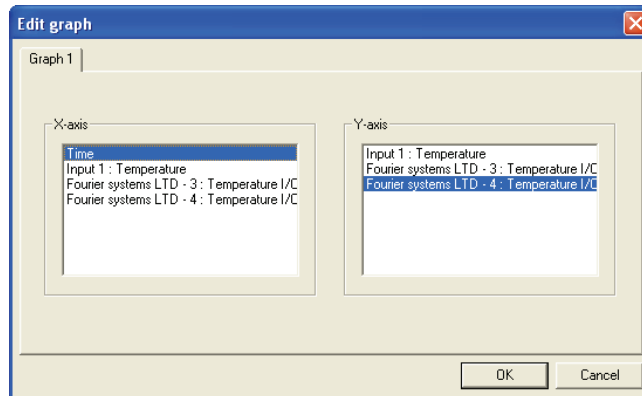 Edit graph
Graph 1
X-axis
Time
Input 1 : Temperature
Fourier systems LTD - 3 : Temperature I/C
Fourier systems LTD - 4 : Temperature I/C
Y-axis
Input 1 : Temperature
Fourier systems LTD - 3 : Temperature I/C
Fourier systems LTD - 4 : Temperature I/C
OK
Cancel